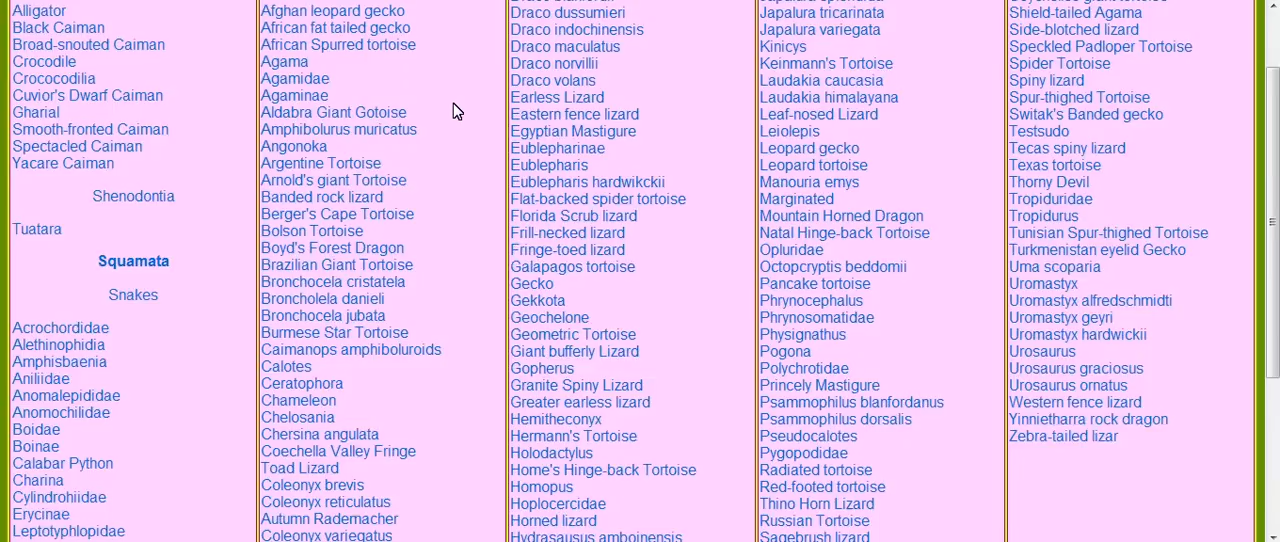 Alligator
Black Caiman
Broad-snouted Caiman
Crocodile
Crococodilia
Cuvior's Dwarf Caiman
Gharial
Smooth-fronted Caiman
Spectacled Caiman
Yacare Caiman
Shenodontia
Tuatara
Squamata
Snakes
Acrochordidae
Alethinophidia
Amphisbaenia
Aniliidae
Anomalepididae
Anomochilidae
Boidae
Boinae
Calabar Python
Charina
Cylindrohiidae
Erycinae
Leptotyphlopidae
Afghan leopard gecko
African fat tailed gecko
African Spurred tortoise
Agama
Agamidae
Agaminae
Aldabra Giant Gotoise
Amphibolurus muricatus
Angonoka
Argentine Tortoise
Arnold's giant Tortoise
Banded rock lizard
Berger's Cape Tortoise
Bolson Tortoise
Boyd's Forest Dragon
Brazilian Giant Tortoise
Bronchocela cristatela
Broncholela danieli
Bronchocela jubata
Burmese Star Tortoise
Caimanops amphiboluroids
Calotes
Ceratophora
Chameleon
Chelosania
Chersina angulata
Coechella Valley Fringe
Toad Lizard
Coleonyx brevis
Coleonyx reticulatus
Autumn Rademacher
Coleonyx variegatus
Draco dussumieri
Draco indochinensis
Draco maculatus
Draco norvillii
Draco volans
Earless Lizard
Eastern fence lizard
Egyptian Mastigure
Eublepharinae
Eublepharis
Eublepharis hardwikckii
Flat-backed spider tortoise
Florida Scrub lizard
Frill-necked lizard
Fringe-toed lizard
Galapagos tortoise
Gecko
Gekkota
Geochelone
Geometric Tortoise
Giant bufferly Lizard
Gopherus
Granite Spiny Lizard
Greater earless lizard
Hemitheconyx
Hermann's Tortoise
Holodactylus
Home's Hinge-back Tortoise
Homopus
Hoplocercidae
Horned lizard
Hydrasausus amboinensis
Japalura tricarinata
Japalura variegata
Kinicys
Keinmann's Tortoise
Laudakia caucasia
Laudakia himalayana
Leaf-nosed Lizard
Leiolepis
Leopard gecko
Leopard tortoise
Manouria emys
Marginated
Mountain Horned Dragon
Natal Hinge-back Tortoise
Opluridae
Octopcryptis beddomii
Pancake tortoise
Phrynocephalus
Phrynosomatidae
Physignathus
Pogona
Polychrotidae
Princely Mastigure
Psammophilus blanfordanus
Psammophilus dorsalis
Pseudocalotes
Pygopodidae
Radiated tortoise
Red-footed tortoise
Thino Horn Lizard
Russian Tortoise
Sagebrush lizard
Shield-tailed Agama
Side-blotched lizard
Speckled Padloper Tortoise
Spider Tortoise
Spiny lizard
Spur-thighed Tortoise
Switak's Banded gecko
Testsudo
Tecas spiny lizard
Texas tortoise
Thorny Devil
Tropiduridae
Tropidurus
Tunisian Spur-thighed Tortoise
Turkmenistan eyelid Gecko
Uma scoparia
Uromastyx
Uromastyx alfredschmidti
Uromastyx geyri
Uromastyx hardwickii
Urosaurus
Urosaurus graciosus
Urosaurus ornatus
Western fence lizard
Yinnietharra rock dragon
Zebra-tailed lizar